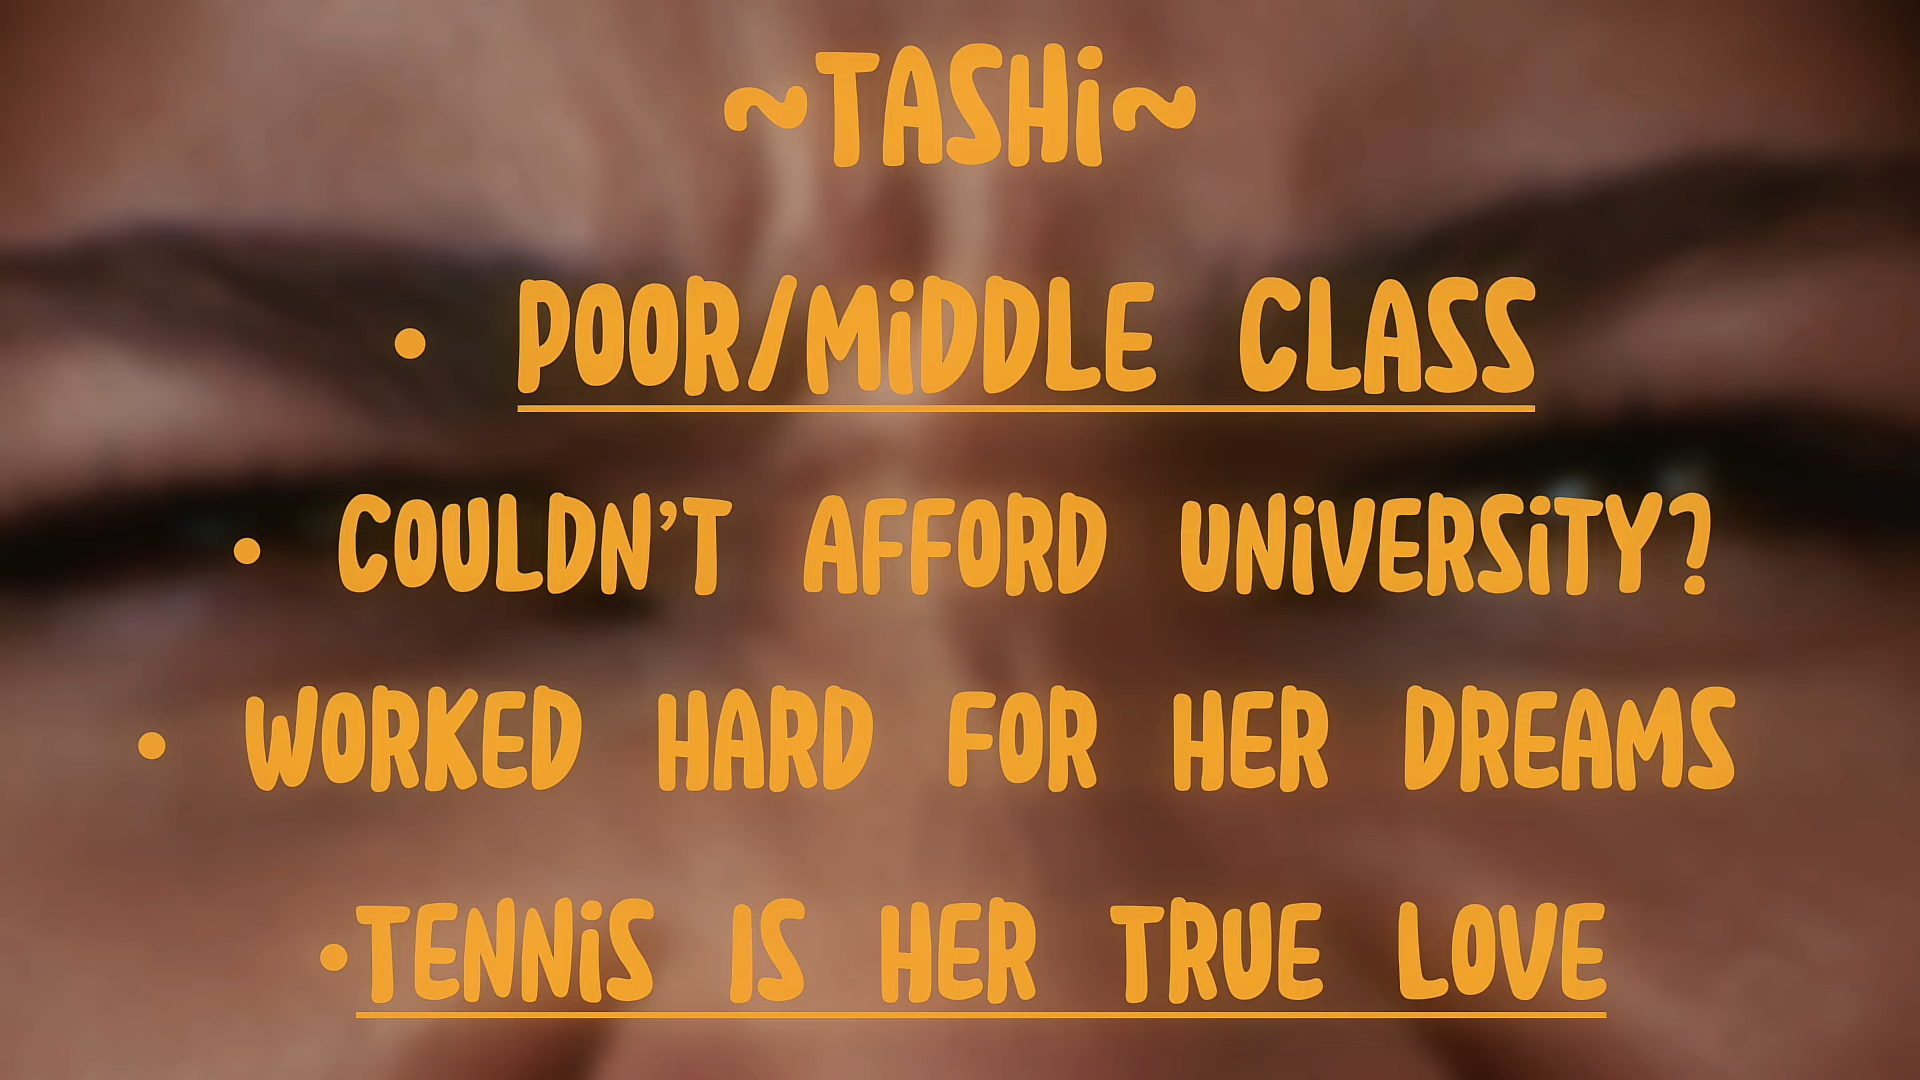 ~TASHi~
• POOR/MiDDLE CLASS
• COULDN'T AFFORD UNiVERSiTY?
• WORKED HARD FOR HER DREAMS
•TENNiS IS HER TRUE LOVE